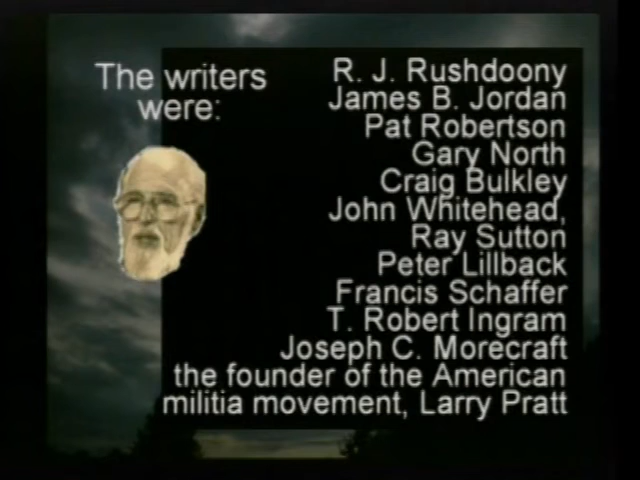 The writers
were:
R. J. Rushdoony
James B. Jordan
Pat Robertson
Gary North
Craig Bulkley
John Whitehead,
Ray Sutton
Peter Lillback
Francis Schaffer
T. Robert Ingram
Joseph C. Morecraft
the founder of the American
militia movement, Larry Pratt